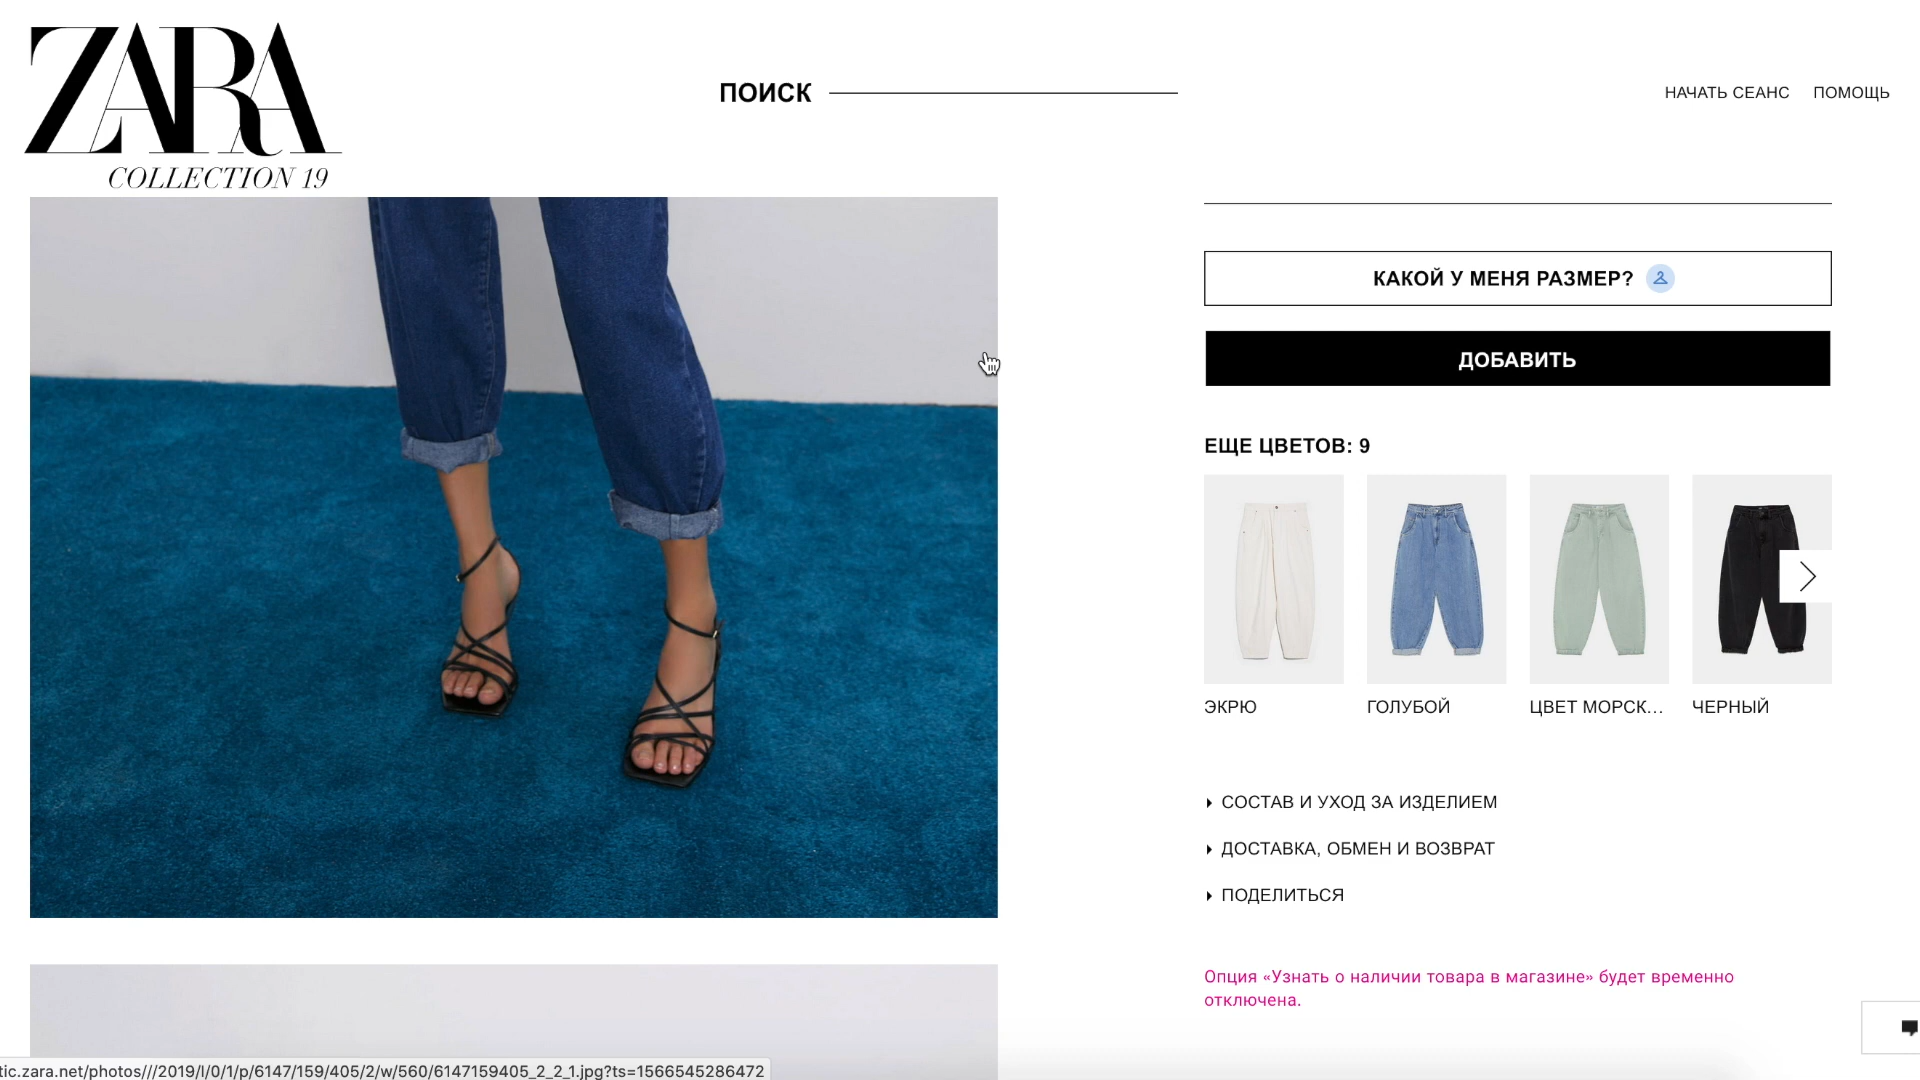 ZARA
COLLECTION 19
ПОИСК
НАЧАТЬ СЕАНС
ПОМОЩЬ
КАКОЙ У МЕНЯ РАЗМЕР?
ДОБАВИТЬ
ЕЩЕ ЦВЕТОВ: 9
ЭКРЮ
ГОЛУБОЙ
ЦВЕТ МОРСК...
ЧЕРНЫЙ
СОСТАВ И УХОД ЗА ИЗДЕЛИЕМ
ДОСТАВКА, ОБМЕН И ВОЗВРАТ
ПОДЕЛИТЬСЯ
Опция «Узнать о наличии товара в магазине» будет временно
отключена.
tic.zara.net/photos///2019/I/0/1/p/6147/159/405/2/w/560/6147159405_2_2_1.jpg?ts=1566545286472